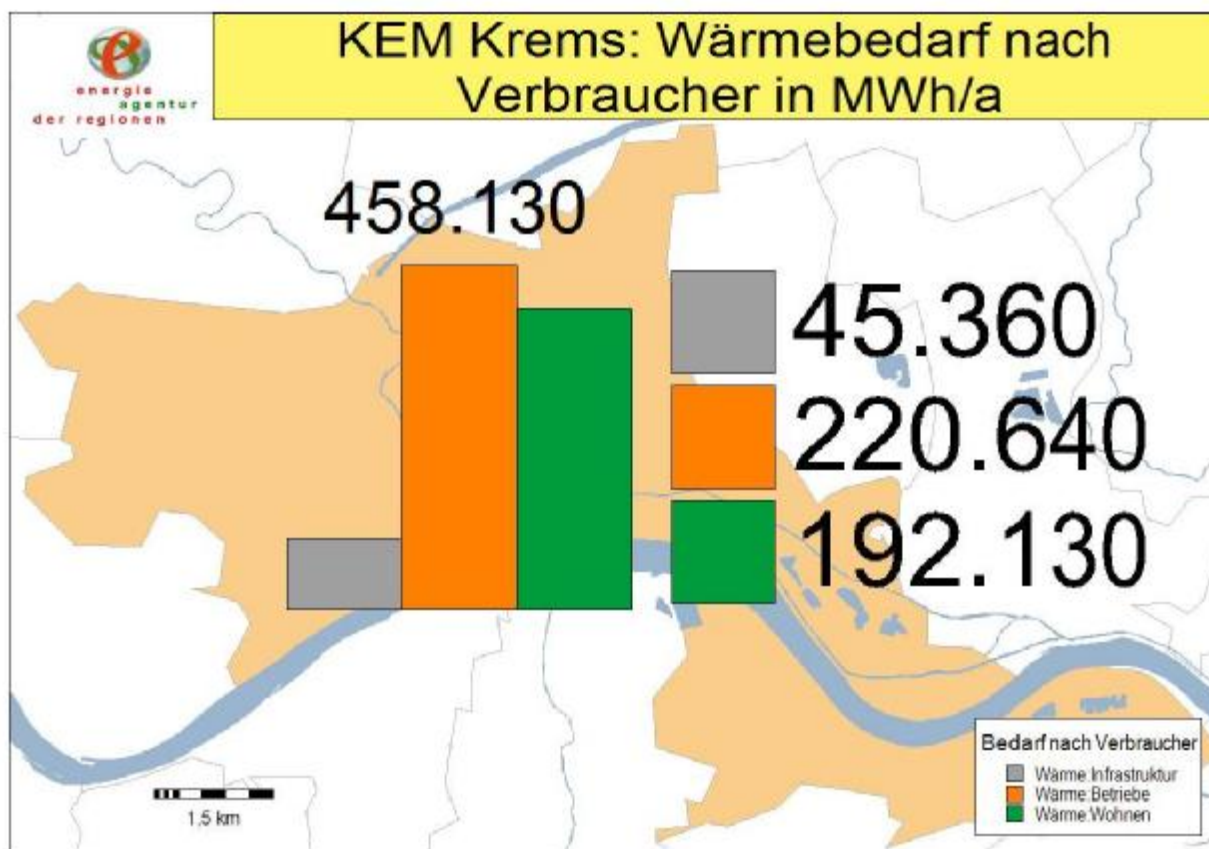 energie
agentur
der regionen
KEM Krems: Wärmebedarf nach
Verbraucher in MWh/a
458.130
45.360
220.640
192.130
1,5 km
Bedarf nach Verbraucher
Wärme:Infrastruktur
Wärme:Betriebe
Wärme:Wohnen